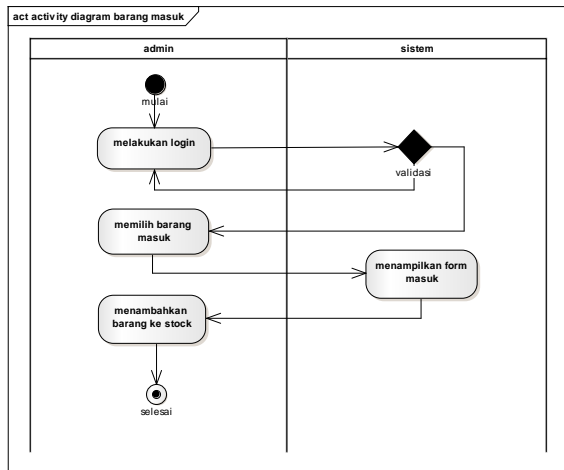 act activity diagram barang masuk
admin
sistem
mulai
melakukan login
validasi
memilih barang
masuk
menampilkan form
masuk
menambahkan
barang ke stock
selesai